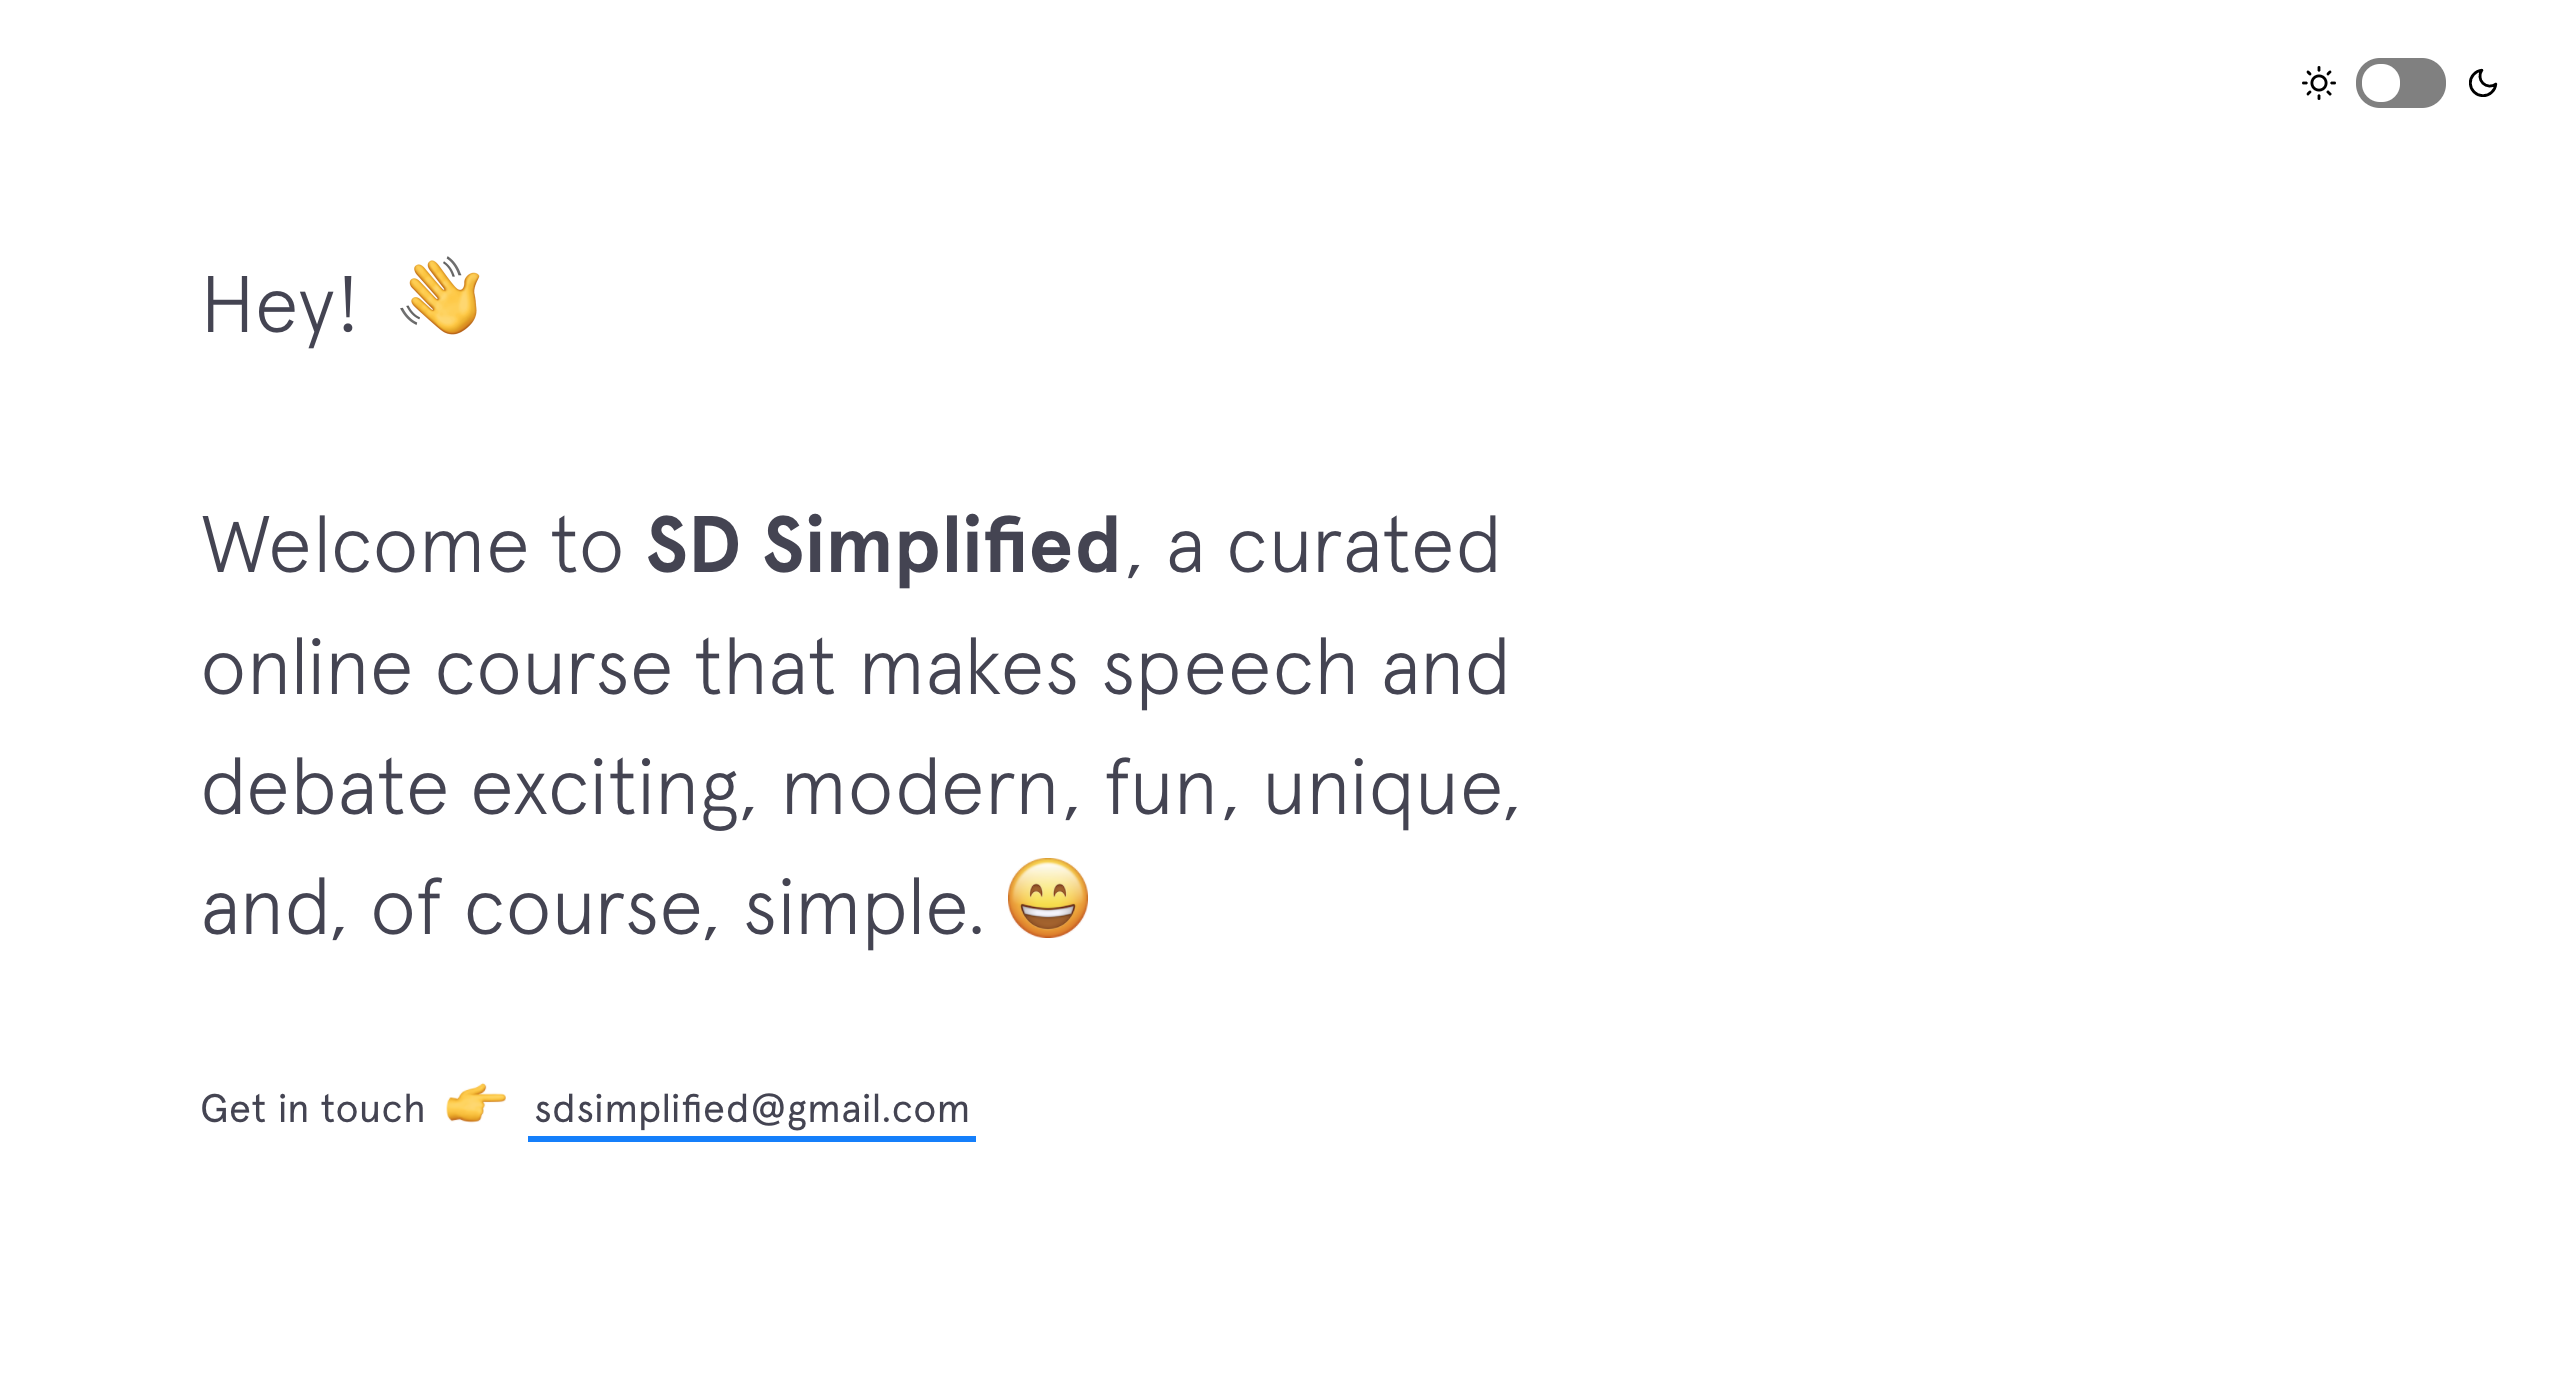 Hey! 👋
Welcome to SD Simplified, a curated
online course that makes speech and
debate exciting, modern, fun, unique,
and, of course, simple. 😄
Get in touch 👉 sdsimplified@gmail.com